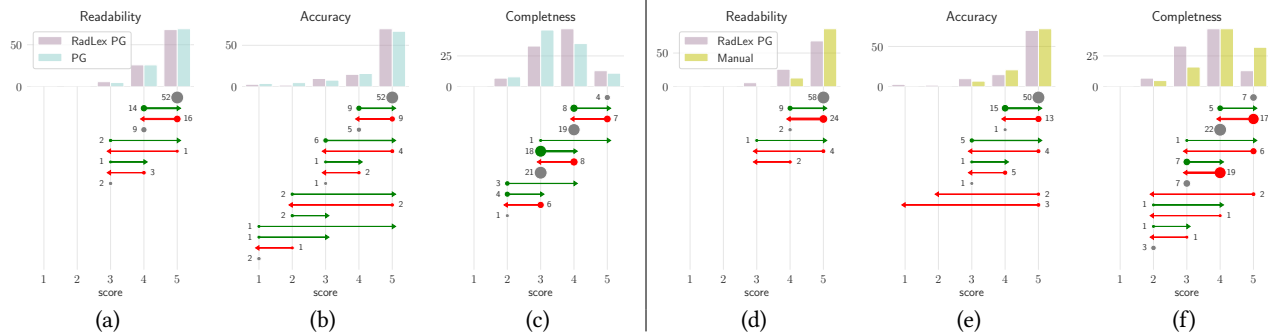 Readability
Accuracy
Completness
Readability
Accuracy
Completness
RadLex PG
PG
RadLex PG
Manual
50
0
50
0
25
0
50
0
50
0
25
0
52
14
16
9
2
1
1
3
2
52
9
9
5
6
4
1
2
1
2
2
2
1
1
1
2
4
8
7
19
1
18
8
21
3
4
6
1
58
9
24
2
1
4
2
50
15
13
1
5
4
1
5
1
2
3
7
5
17
22
1
6
7
19
7
2
1
1
1
1
3
1 2 3 4 5
1 2 3 4 5
1 2 3 4 5
1 2 3 4 5
1 2 3 4 5
1 2 3 4 5
score
score
score
score
score
score
(a)
(b)
(c)
(d)
(e)
(f)